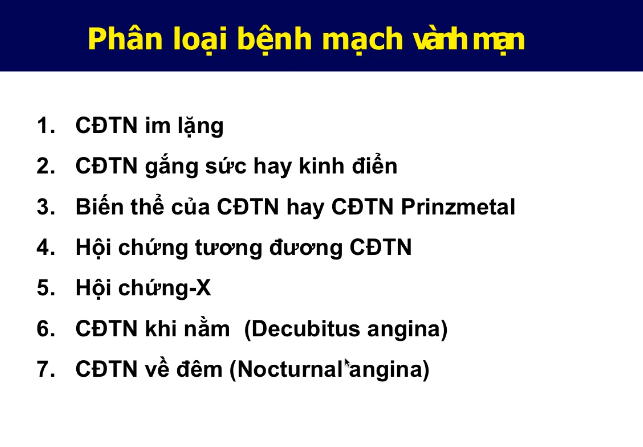 Phân loại bệnh mạch vành mạn
1. CĐTN im lặng
2. CĐTN gắng sức hay kinh điển
3. Biến thể của CĐTN hay CĐTN Prinzmetal
4. Hội chứng tương đương CĐTN
5. Hội chứng-X
6. CĐTN khi nằm (Decubitus angina)
7. CĐTN về đêm (Nocturnal angina)